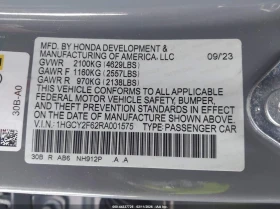 MFD BY HONDA DEVELOPMENT &
MANUFACTURING OF AMERICA, LLC 09/23
GVWR 2100KG (4629LBS)
GAWR F 1160KG (2557LBS)
GAWR R 970KG (2138LBS)
THIS VEHICLE CONFORMS TO ALL
APPLICABLE FEDERAL MOTOR
VEHICLE SAFETY, BUMPER,
AND THEFT PREVENTION
STANDARDS IN EFFECT ON THE
DATE OF MANUFACTURE SHOWN ABOVE.
V.I.N.: 1HGCY2F62RA001575 TYPE: PASSENGER CAR
30B R AB6 NH912P A A
30B-A0